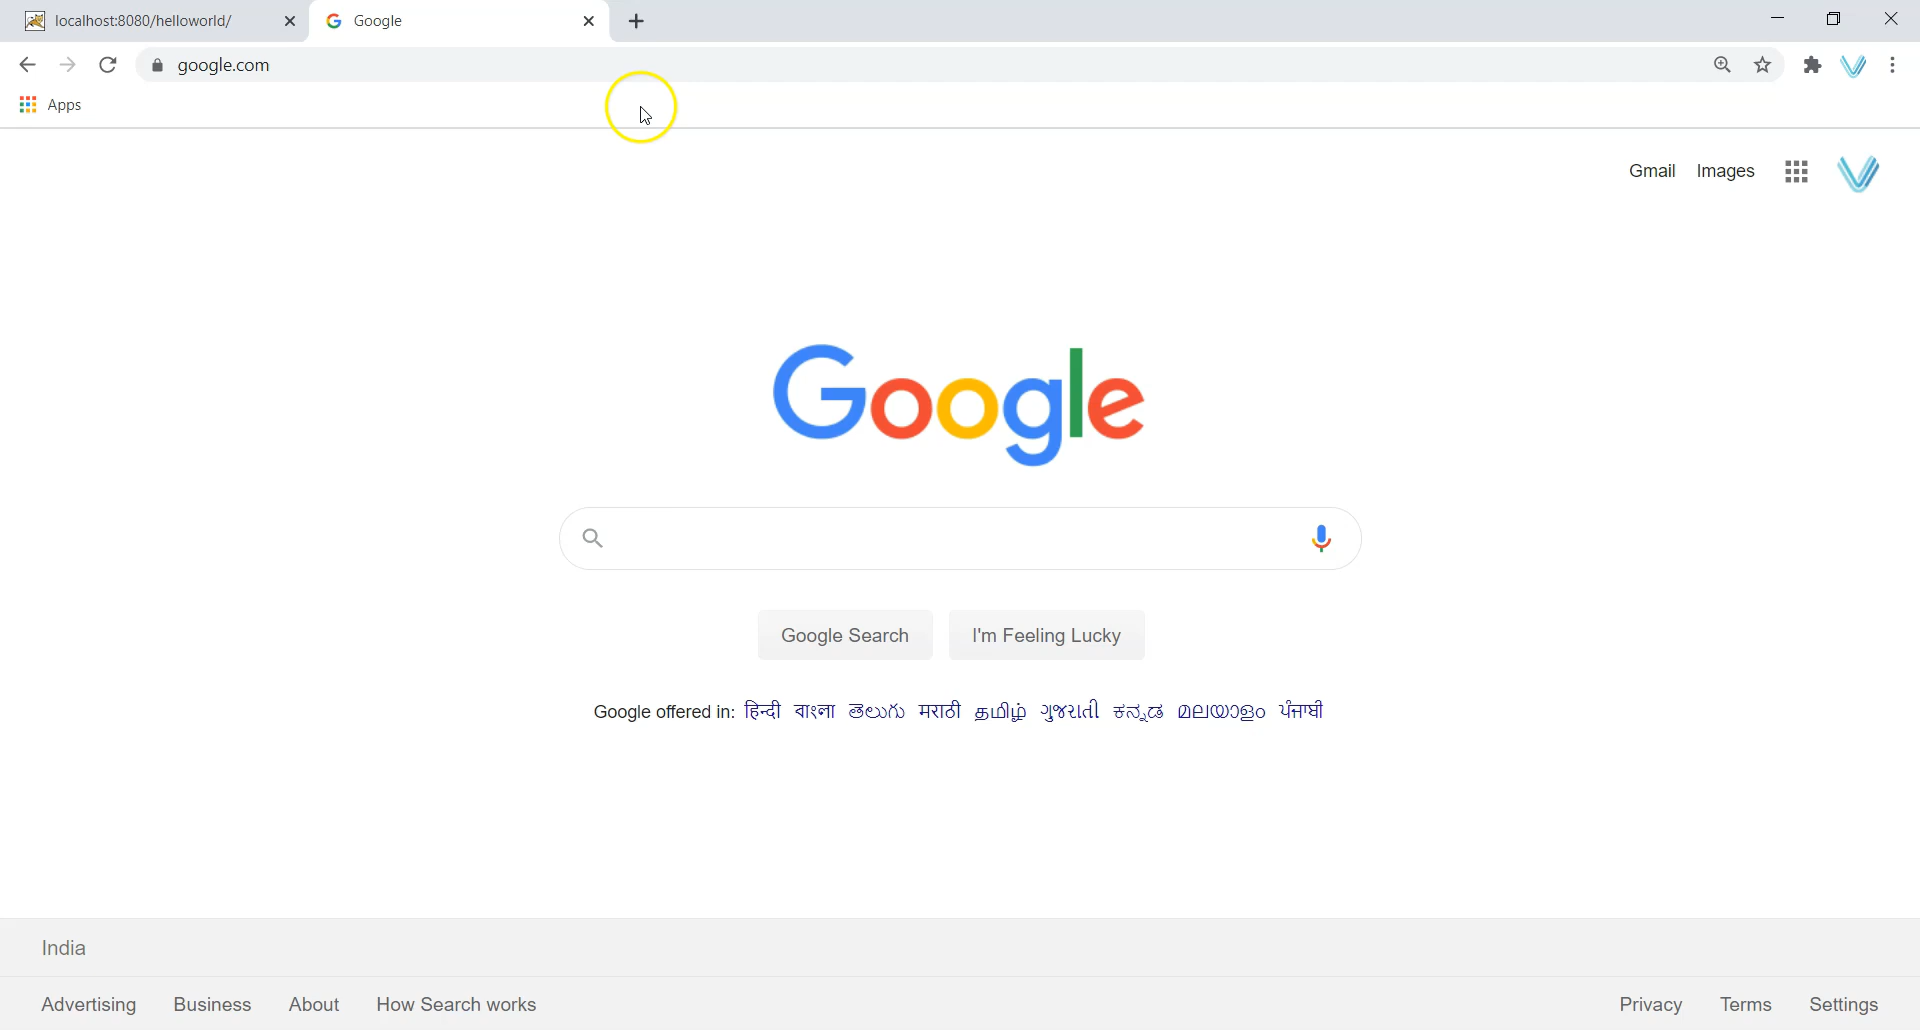 localhost:8080/helloworld/ Google
google.com
Apps
Gmail Images
Google
Google Search I'm Feeling Lucky
Google offered in: हिन्दी বাংলা తెలుగు मराठी தமிழ் ગુજરાતી ಕನ್ನಡ മലയാളം ਪੰਜਾਬੀ
India
Advertising Business About How Search works Privacy Terms Settings